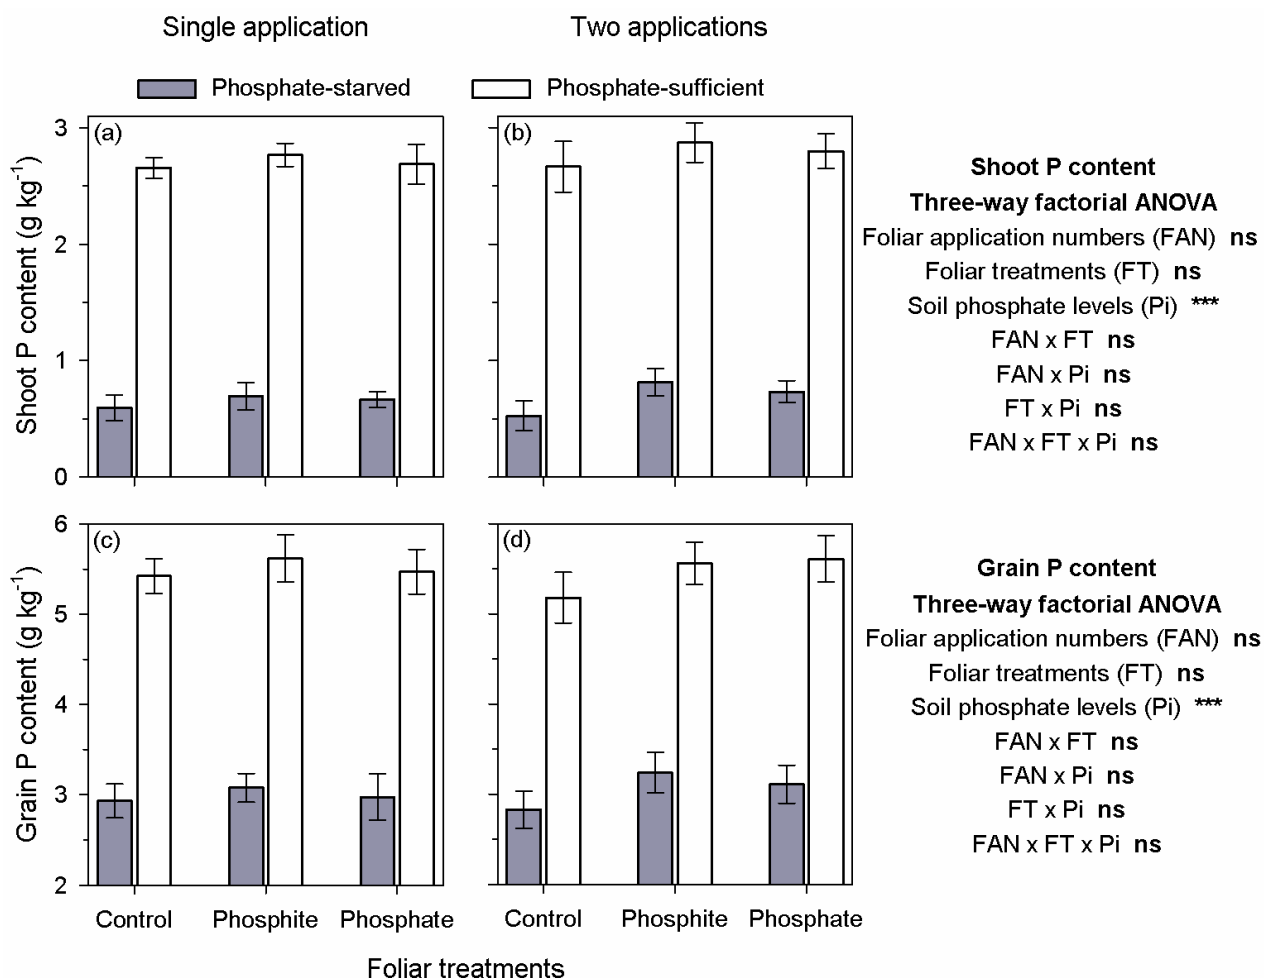 Single application
Two applications
Phosphate-starved
Phosphate-sufficient
Shoot P content (g kg⁻¹)
3
2
1
0
(a)
(b)
Shoot P content
Three-way factorial ANOVA
Foliar application numbers (FAN) ns
Foliar treatments (FT) ns
Soil phosphate levels (Pi) ***
FAN x FT ns
FAN x Pi ns
FT x Pi ns
FAN x FT x Pi ns
Grain P content (g kg⁻¹)
6
5
4
3
2
(c)
(d)
Grain P content
Three-way factorial ANOVA
Foliar application numbers (FAN) ns
Foliar treatments (FT) ns
Soil phosphate levels (Pi) ***
FAN x FT ns
FAN x Pi ns
FT x Pi ns
FAN x FT x Pi ns
Control Phosphite Phosphate
Control Phosphite Phosphate
Foliar treatments